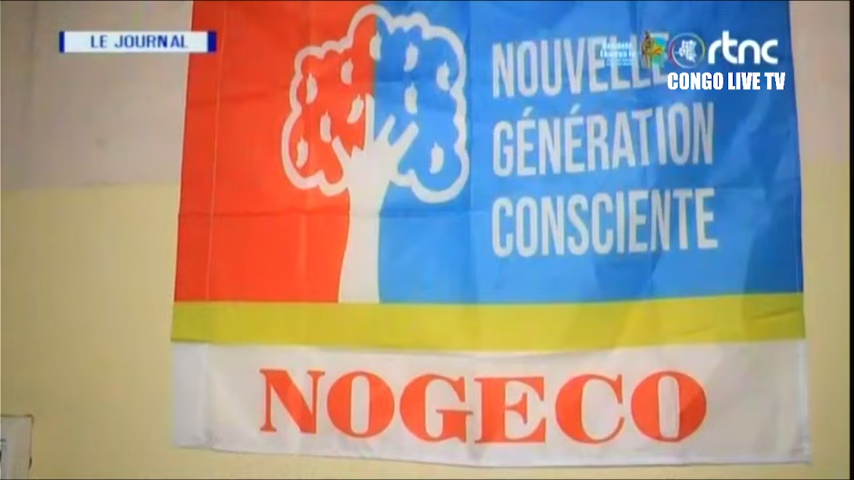 LE JOURNAL
rtnc
CONGO LIVE TV
NOUVELLE
GÉNÉRATION
CONSCIENTE
NOGECO